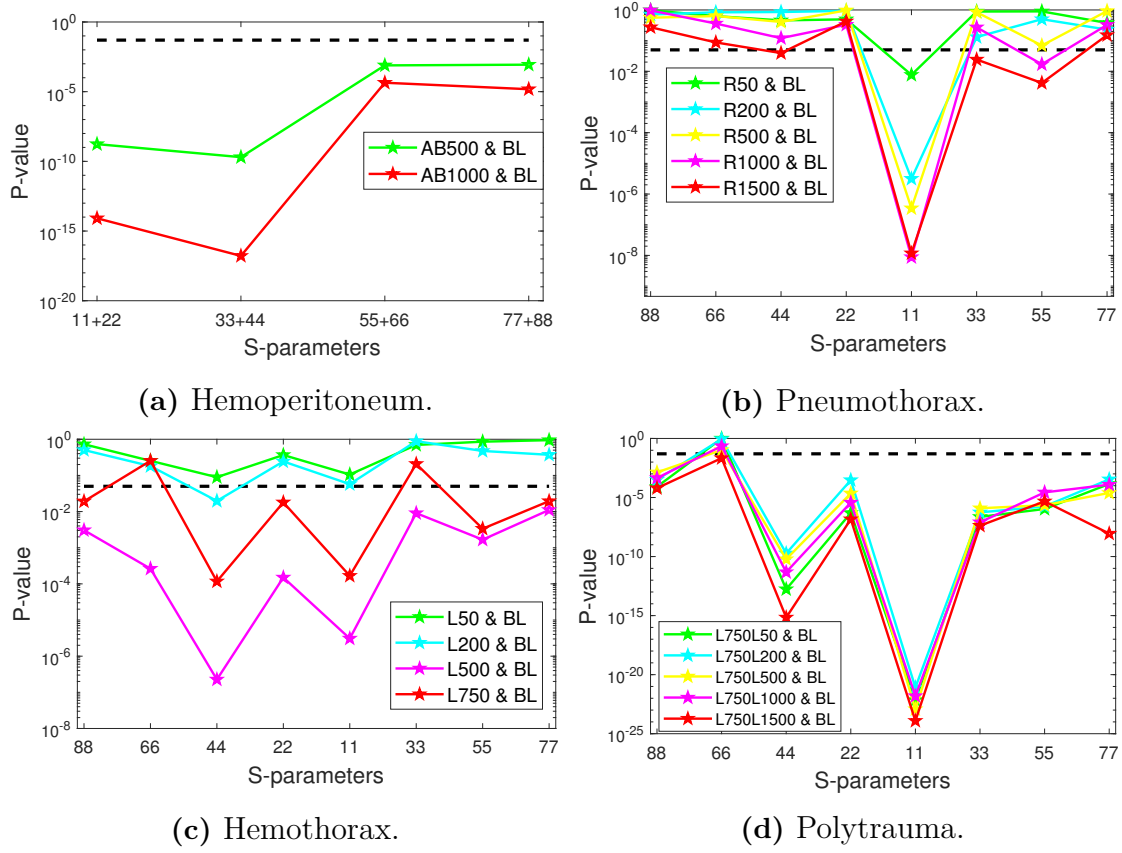 10^0
10^-5
10^-10
10^-15
10^-20
P-value
11+22 33+44 55+66 77+88
S-parameters
AB500 & BL
AB1000 & BL
(a) Hemoperitoneum.
10^0
10^-2
10^-4
10^-6
10^-8
P-value
88 66 44 22 11 33 55 77
S-parameters
R50 & BL
R200 & BL
R500 & BL
R1000 & BL
R1500 & BL
(b) Pneumothorax.
10^0
10^-2
10^-4
10^-6
10^-8
P-value
88 66 44 22 11 33 55 77
S-parameters
L50 & BL
L200 & BL
L500 & BL
L750 & BL
(c) Hemothorax.
10^0
10^-5
10^-10
10^-15
10^-20
10^-25
P-value
88 66 44 22 11 33 55 77
S-parameters
L750L50 & BL
L750L200 & BL
L750L500 & BL
L750L1000 & BL
L750L1500 & BL
(d) Polytrauma.